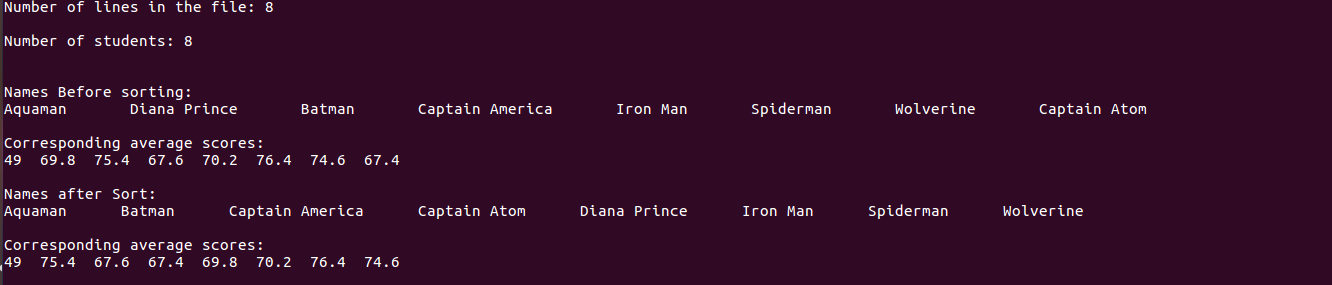 Number of lines in the file: 8
Number of students: 8
Names Before sorting:
Aquaman       Diana Prince       Batman       Captain America       Iron Man       Spiderman       Wolverine       Captain Atom
Corresponding average scores:
49  69.8  75.4  67.6  70.2  76.4  74.6  67.4
Names after Sort:
Aquaman      Batman      Captain America      Captain Atom      Diana Prince      Iron Man      Spiderman      Wolverine
Corresponding average scores:
49  75.4  67.6  67.4  69.8  70.2  76.4  74.6